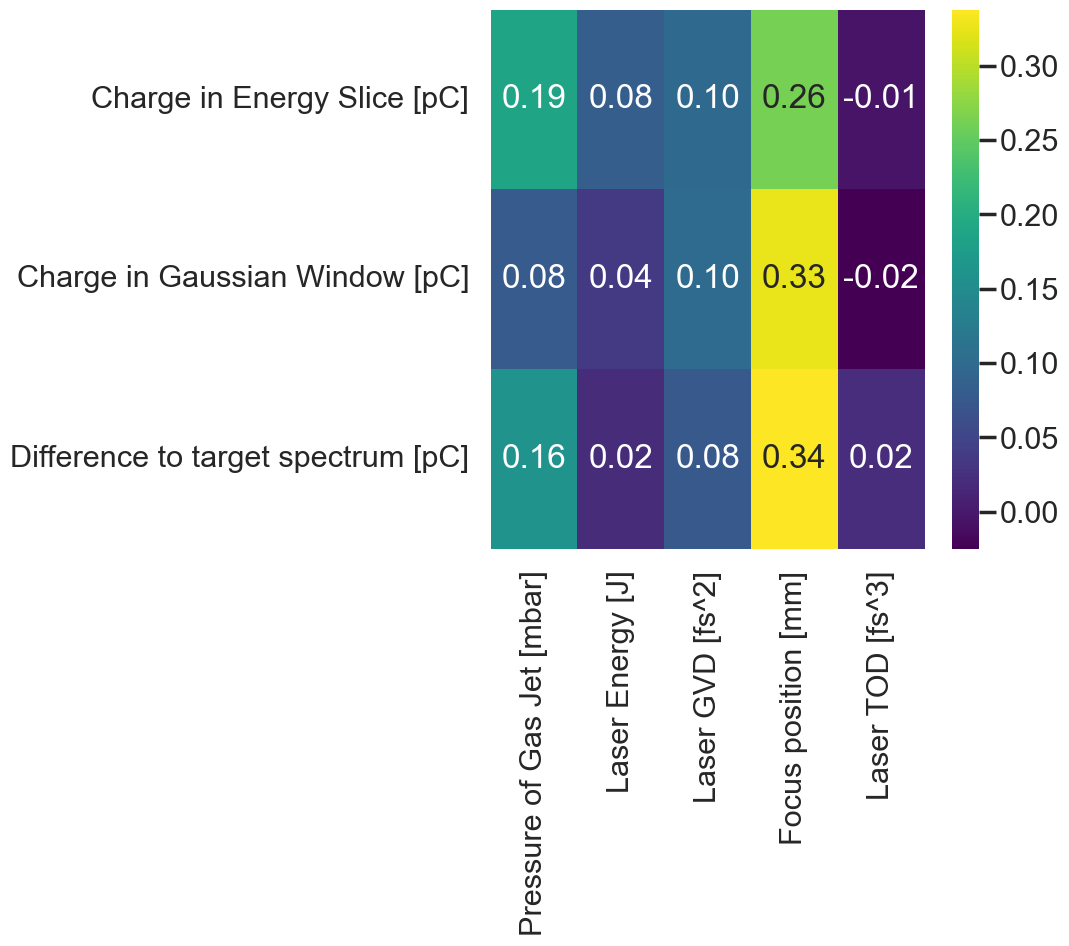 Charge in Energy Slice [pC]
0.19 0.08 0.10 0.26 -0.01
Charge in Gaussian Window [pC]
0.08 0.04 0.10 0.33 -0.02
Difference to target spectrum [pC]
0.16 0.02 0.08 0.34 0.02
Pressure of Gas Jet [mbar]
Laser Energy [J]
Laser GVD [fs^2]
Focus position [mm]
Laser TOD [fs^3]
0.30
0.25
0.20
0.15
0.10
0.05
0.00